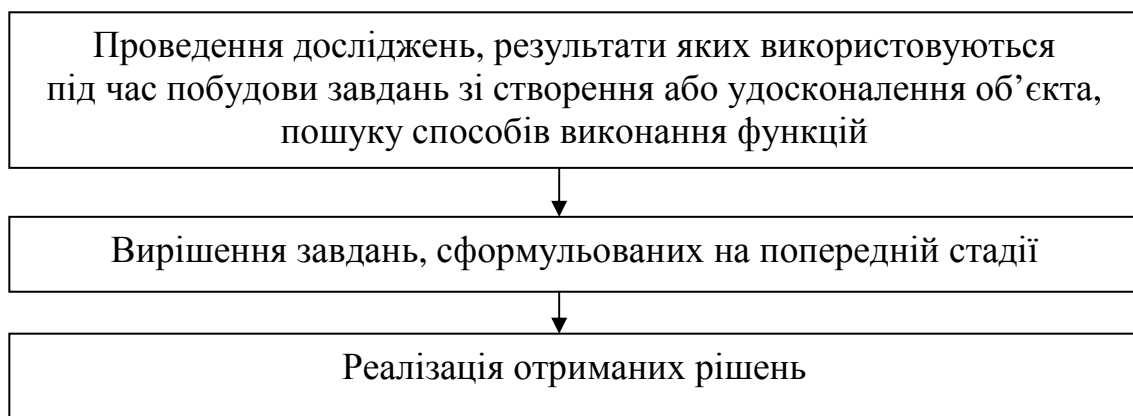 Проведення досліджень, результати яких використовуються
під час побудови завдань зі створення або удосконалення об’єкта,
пошуку способів виконання функцій
Вирішення завдань, сформульованих на попередній стадії
Реалізація отриманих рішень